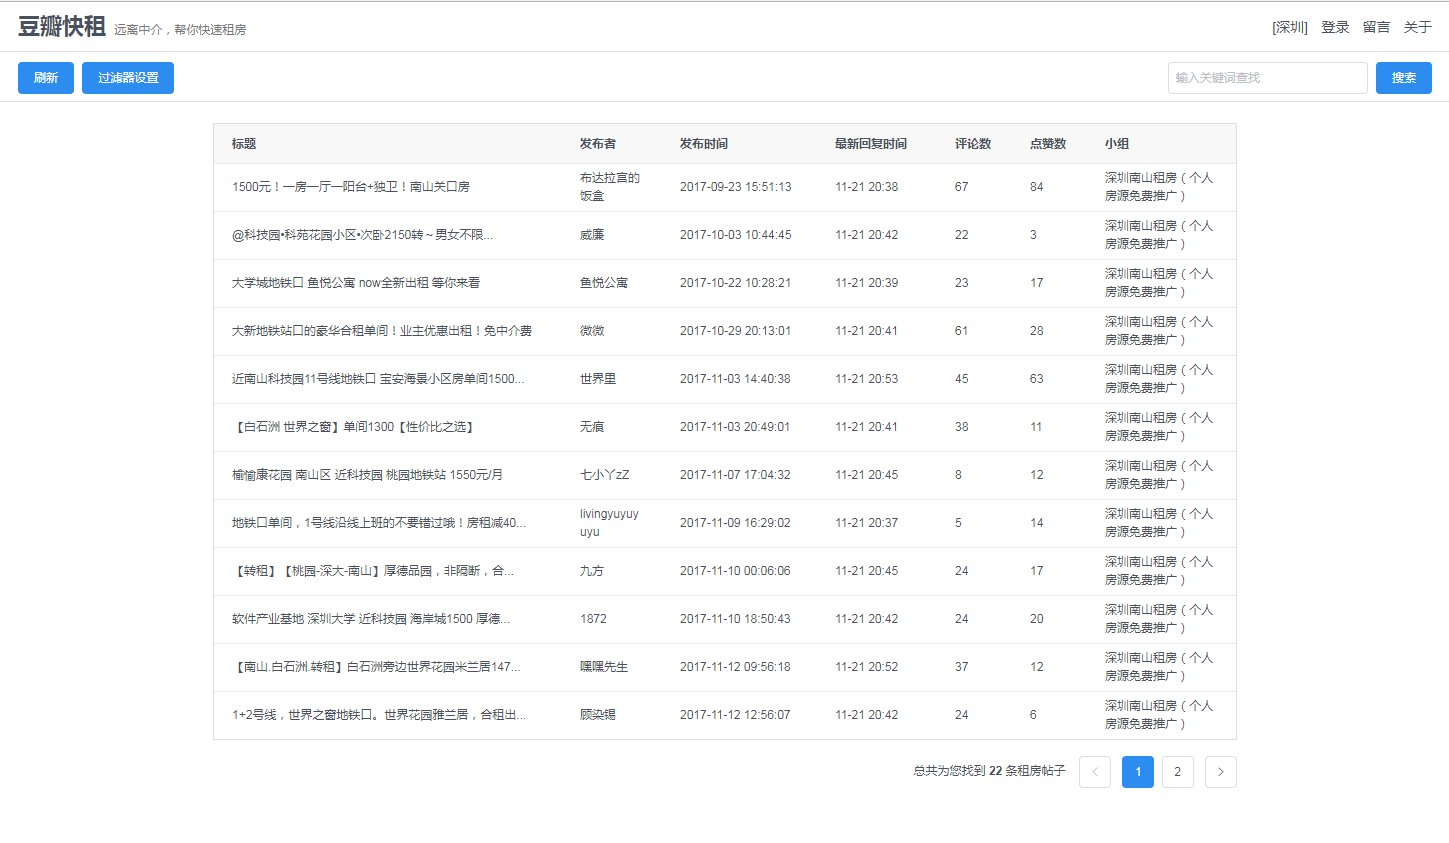 豆瓣快租 远离中介，帮你快速租房 [深圳] 登录 留言 关于
刷新 过滤器设置 输入关键词查找 搜索
标题 发布者 发布时间 最新回复时间 评论数 点赞数 小组
1500元！一房一厅一阳台+独卫！南山关口房 布达拉宫的饭盒 2017-09-23 15:51:13 11-21 20:38 67 84 深圳南山租房（个人房源免费推广）
@科技园•科苑花园小区•次卧2150转～男女不限... 威廉 2017-10-03 10:44:45 11-21 20:42 22 3 深圳南山租房（个人房源免费推广）
大学城地铁口 鱼悦公寓 now全新出租 等你来看 鱼悦公寓 2017-10-22 10:28:21 11-21 20:39 23 17 深圳南山租房（个人房源免费推广）
大新地铁站口的豪华合租单间！业主优惠出租！免中介费 微微 2017-10-29 20:13:01 11-21 20:41 61 28 深圳南山租房（个人房源免费推广）
近南山科技园11号线地铁口 宝安海景小区房单间1500... 世界里 2017-11-03 14:40:38 11-21 20:53 45 63 深圳南山租房（个人房源免费推广）
【白石洲 世界之窗】单间1300【性价比之选】 无痕 2017-11-03 20:49:01 11-21 20:41 38 11 深圳南山租房（个人房源免费推广）
榆愉康花园 南山区 近科技园 桃园地铁站 1550元/月 七小丫zZ 2017-11-07 17:04:32 11-21 20:45 8 12 深圳南山租房（个人房源免费推广）
地铁口单间，1号线沿线上班的不要错过哦！房租减40... livingyuyuyuyu 2017-11-09 16:29:02 11-21 20:37 5 14 深圳南山租房（个人房源免费推广）
【转租】【桃园-深大-南山】厚德品园，非隔断，合... 九方 2017-11-10 00:06:06 11-21 20:45 24 17 深圳南山租房（个人房源免费推广）
软件产业基地 深圳大学 近科技园 海岸城1500 厚德... 1872 2017-11-10 18:50:43 11-21 20:42 24 20 深圳南山租房（个人房源免费推广）
【南山.白石洲.转租】白石洲旁边世界花园米兰居147... 嘿嘿先生 2017-11-12 09:56:18 11-21 20:52 37 12 深圳南山租房（个人房源免费推广）
1+2号线，世界之窗地铁口。世界花园雅兰居，合租出... 顾染锡 2017-11-12 12:56:07 11-21 20:42 24 6 深圳南山租房（个人房源免费推广）
总共为您找到 22 条租房帖子 < 1 2 >